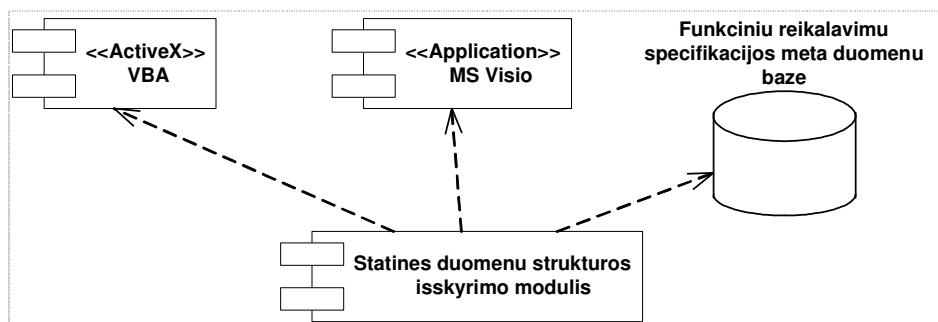 <<ActiveX>>
VBA
<<Application>>
MS Visio
Funkciniu reikalavimu
specifikacijos meta duomenu
baze
Statines duomenu strukturos
isskyrimo modulis